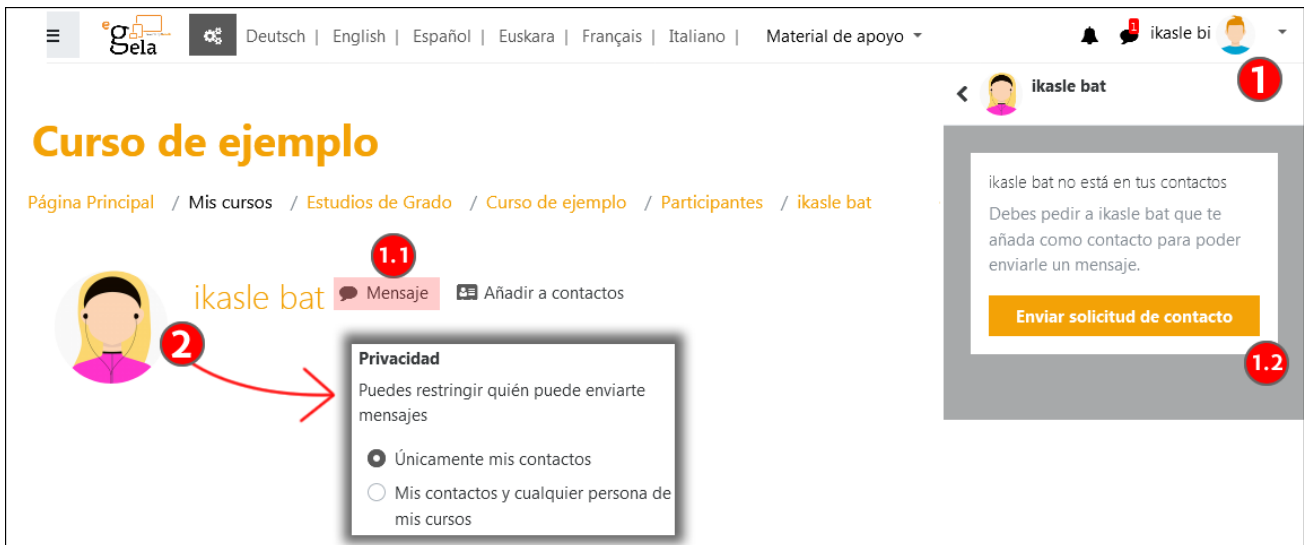 eGela Deutsch | English | Español | Euskara | Français | Italiano | Material de apoyo 1 ikasle bi
1
ikasle bat
Curso de ejemplo
Página Principal / Mis cursos / Estudios de Grado / Curso de ejemplo / Participantes / ikasle bat
ikasle bat no está en tus contactos
Debes pedir a ikasle bat que te
añada como contacto para poder
enviarle un mensaje.
Enviar solicitud de contacto
1.2
1.1
ikasle bat Mensaje Añadir a contactos
2
Privacidad
Puedes restringir quién puede enviarte
mensajes
Únicamente mis contactos
Mis contactos y cualquier persona de
mis cursos